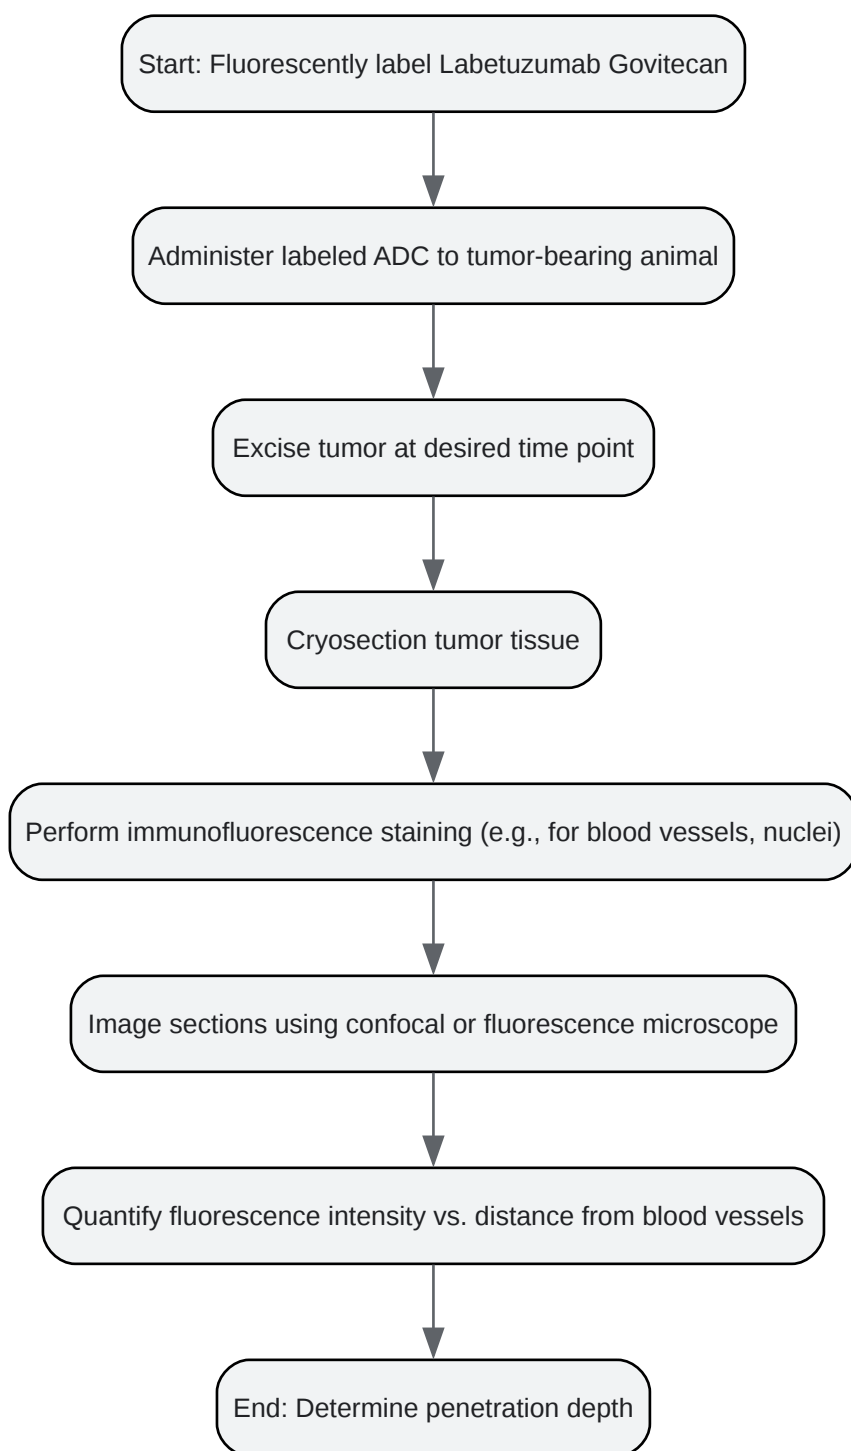 Start: Fluorescently label Labetuzumab Govitecan
Administer labeled ADC to tumor-bearing animal
Excise tumor at desired time point
Cryosection tumor tissue
Perform immunofluorescence staining (e.g., for blood vessels, nuclei)
Image sections using confocal or fluorescence microscope
Quantify fluorescence intensity vs. distance from blood vessels
End: Determine penetration depth